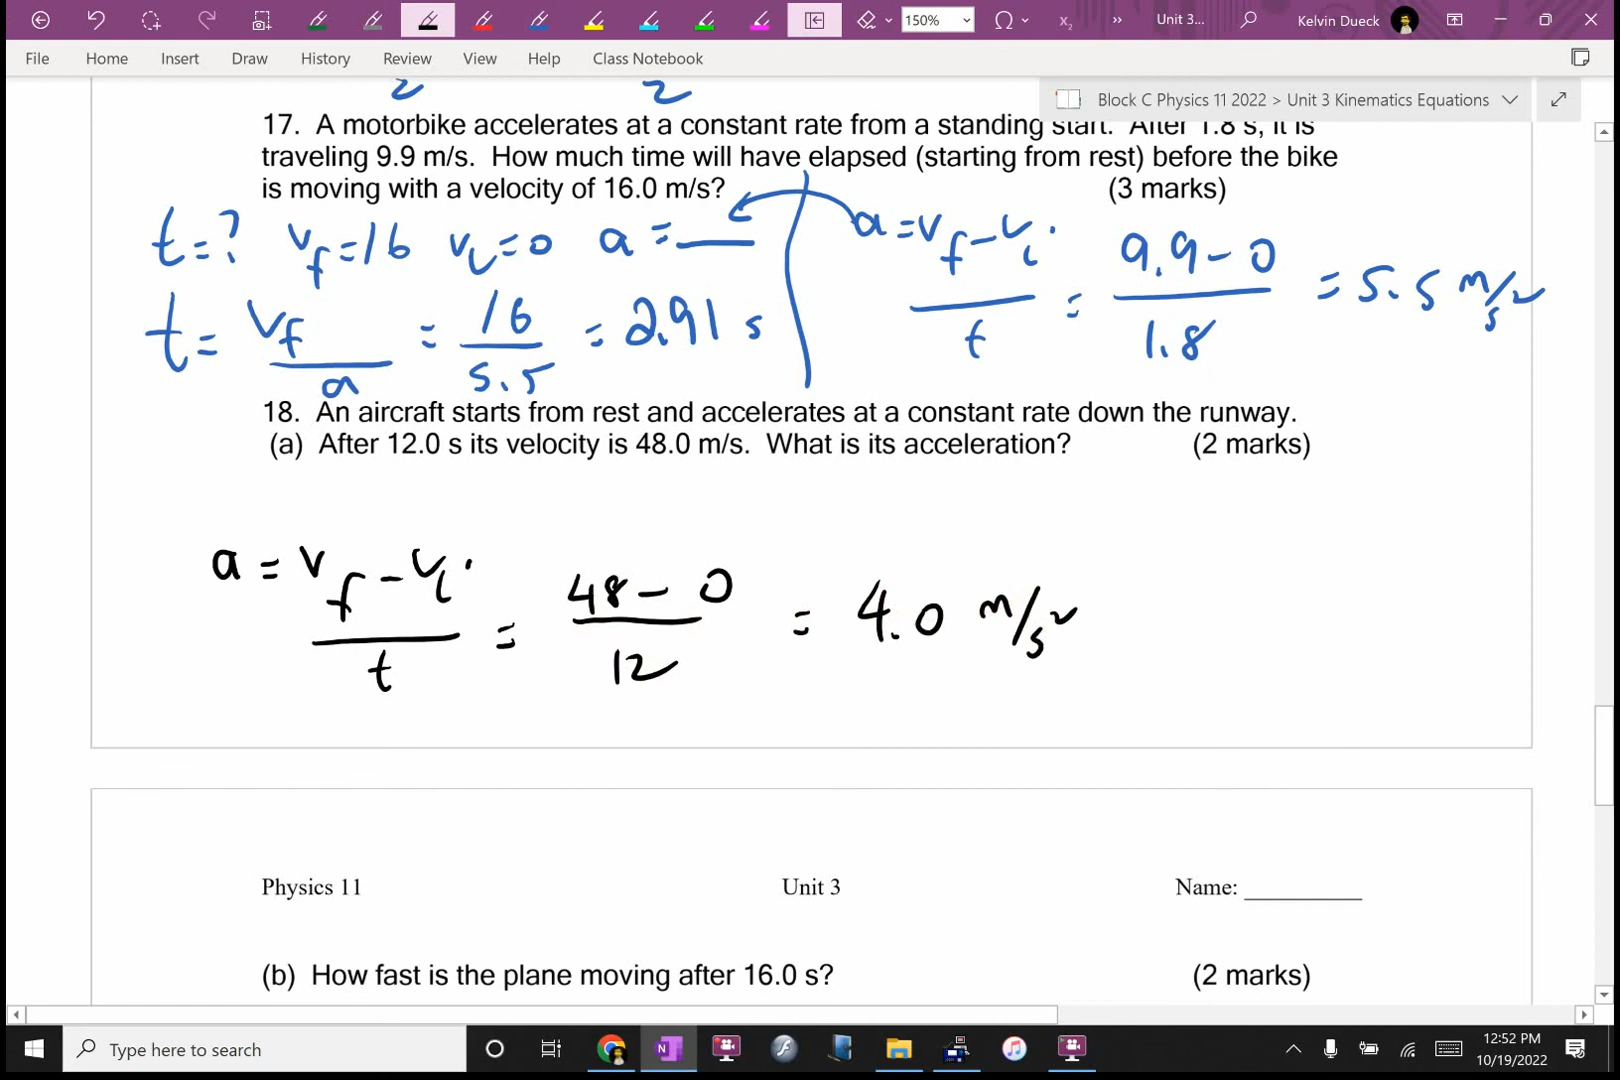 150%
Unit 3...
Kelvin Dueck
File Home Insert Draw History Review View Help Class Notebook
Block C Physics 11 2022 > Unit 3 Kinematics Equations
2 2
17. A motorbike accelerates at a constant rate from a standing start. After 1.8 s, it is
traveling 9.9 m/s. How much time will have elapsed (starting from rest) before the bike
is moving with a velocity of 16.0 m/s? (3 marks)
t=? vf=16 vi=0 a=__
a=vf-vi/t = 9.9-0/1.8 = 5.5 m/s²
t= vf/a = 16/5.5 = 2.91 s
18. An aircraft starts from rest and accelerates at a constant rate down the runway.
(a) After 12.0 s its velocity is 48.0 m/s. What is its acceleration? (2 marks)
a=vf-vi/t = 48-0/12 = 4.0 m/s²
Physics 11 Unit 3 Name: __________
(b) How fast is the plane moving after 16.0 s? (2 marks)
Type here to search
12:52 PM
10/19/2022